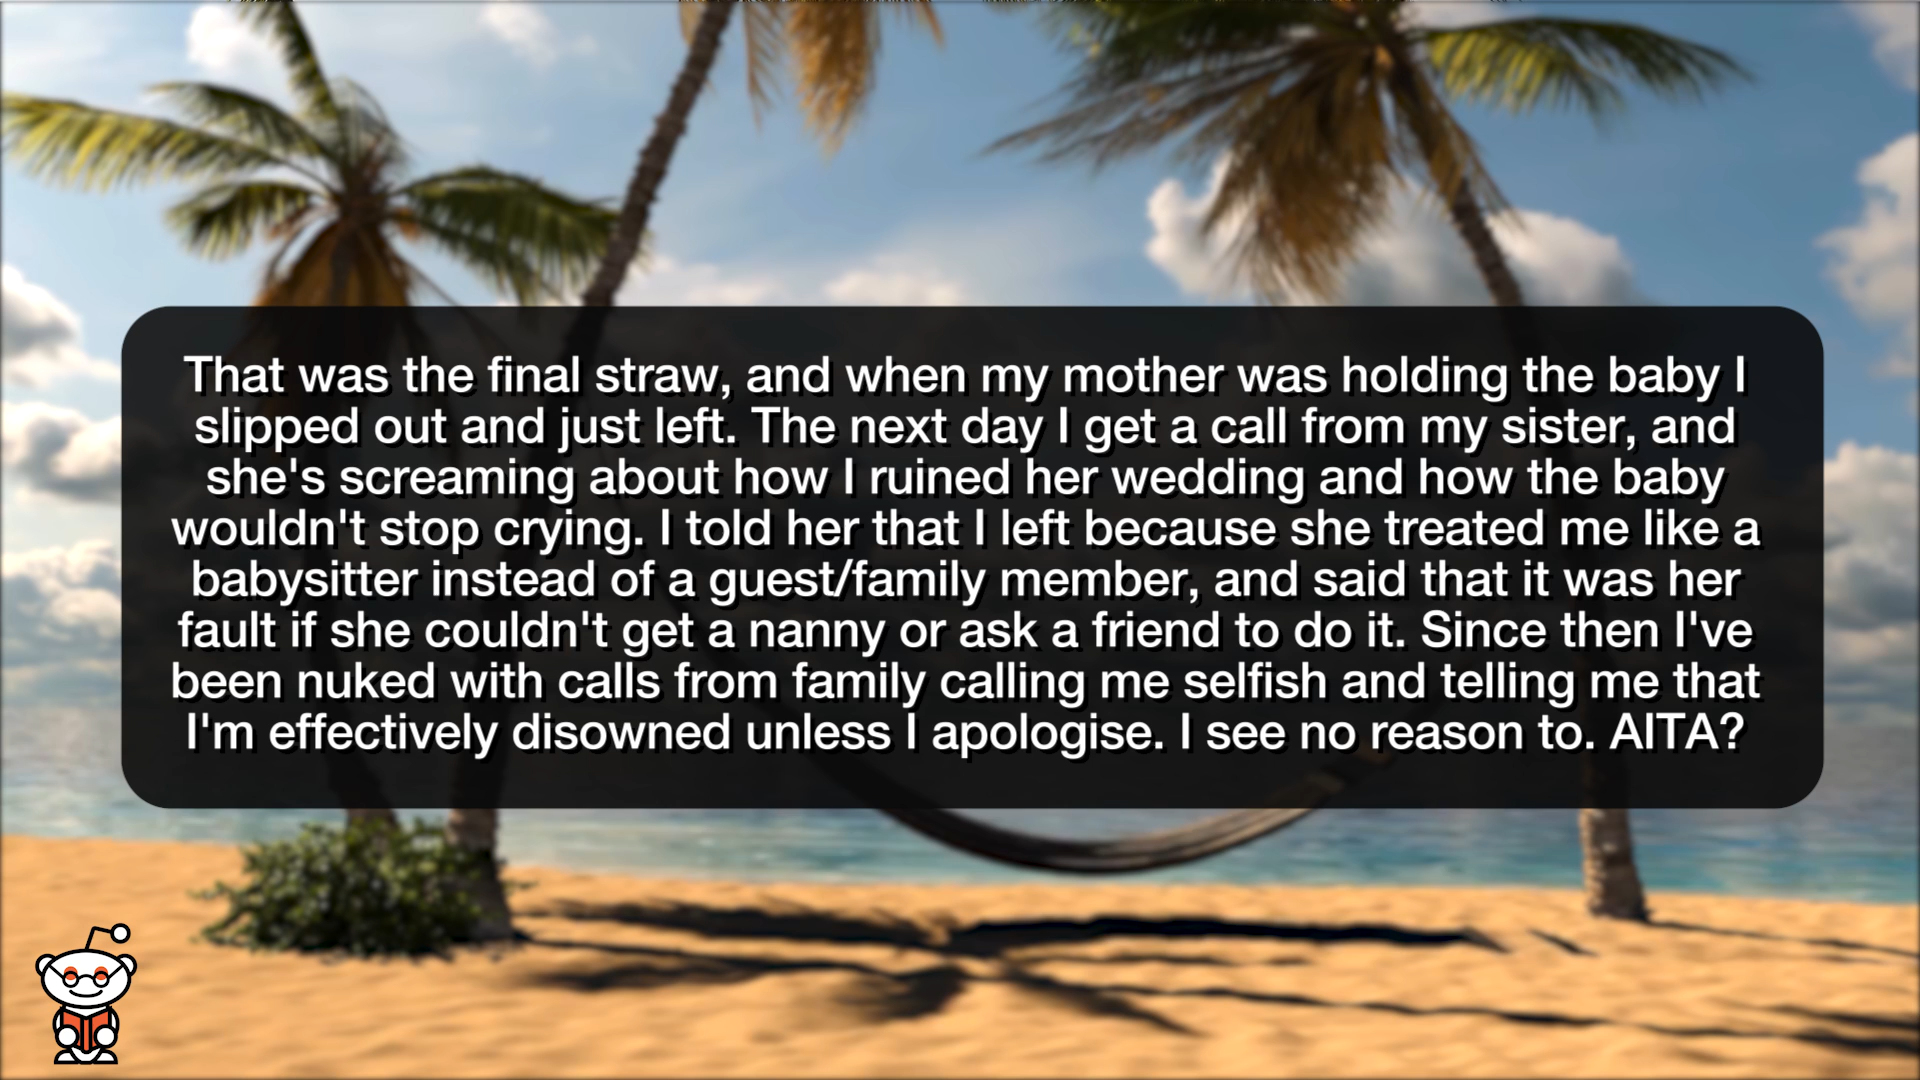 That was the final straw, and when my mother was holding the baby I
slipped out and just left. The next day I get a call from my sister, and
she's screaming about how I ruined her wedding and how the baby
wouldn't stop crying. I told her that I left because she treated me like a
babysitter instead of a guest/family member, and said that it was her
fault if she couldn't get a nanny or ask a friend to do it. Since then I've
been nuked with calls from family calling me selfish and telling me that
I'm effectively disowned unless I apologise. I see no reason to. AITA?